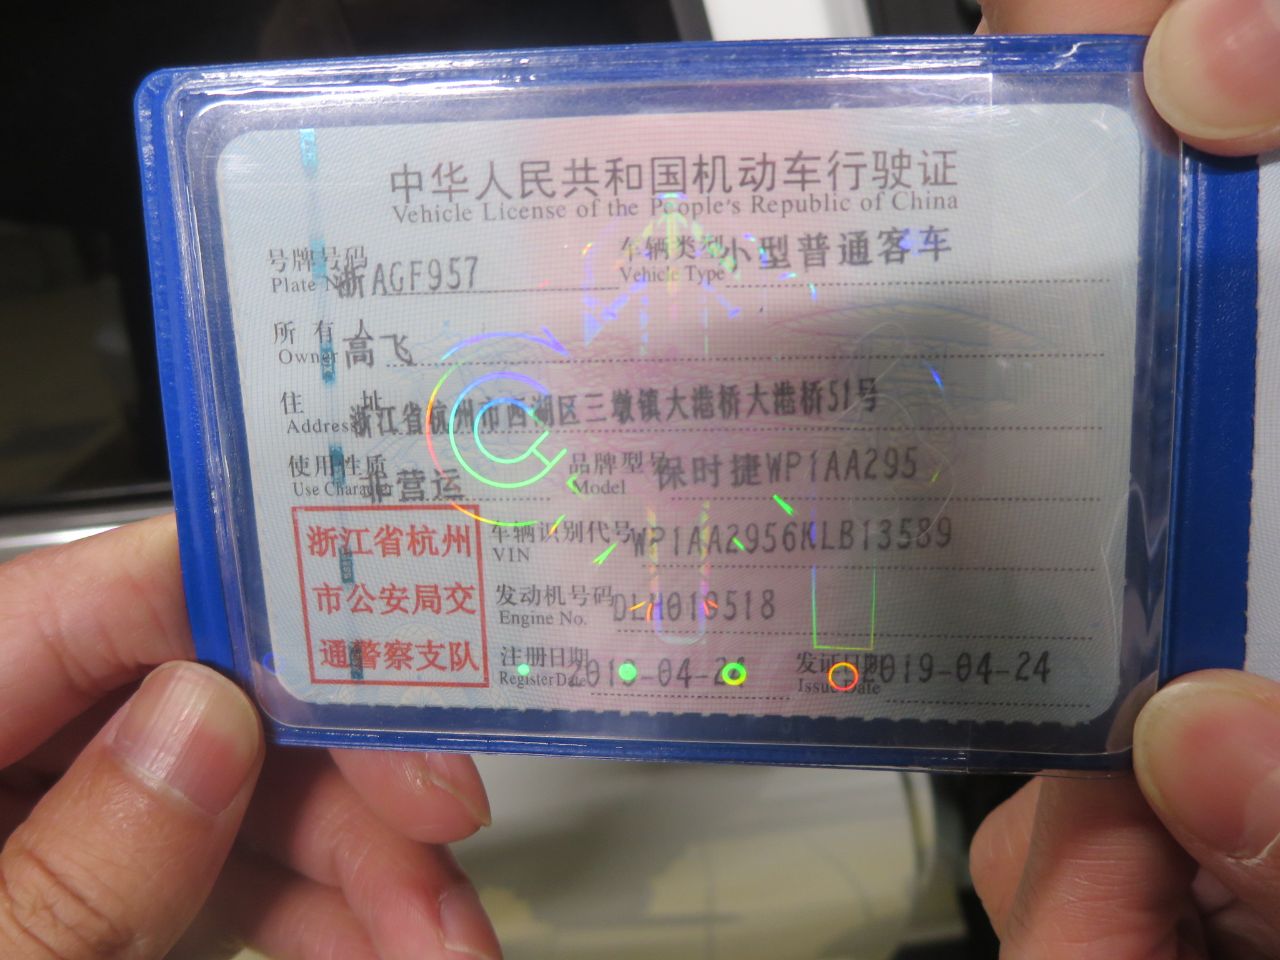 中华人民共和国机动车行驶证
Vehicle License of the People's Republic of China
号牌号码 浙AGF957 车辆类型 小型普通客车
Plate No. Vehicle Type
所有人 高飞
Owner
住址 浙江省杭州市西湖区三墩镇大港桥大港桥51号
Address
使用性质 非营运 品牌型号 保时捷WP1AA295
Use Character Model
浙江省杭州
市公安局交
通警察支队
车辆识别代号 WP1AA2956KLB13589
VIN
发动机号码 DLH019518
Engine No.
注册日期 2019-04-24 发证日期 2019-04-24
Register Date Issue Date